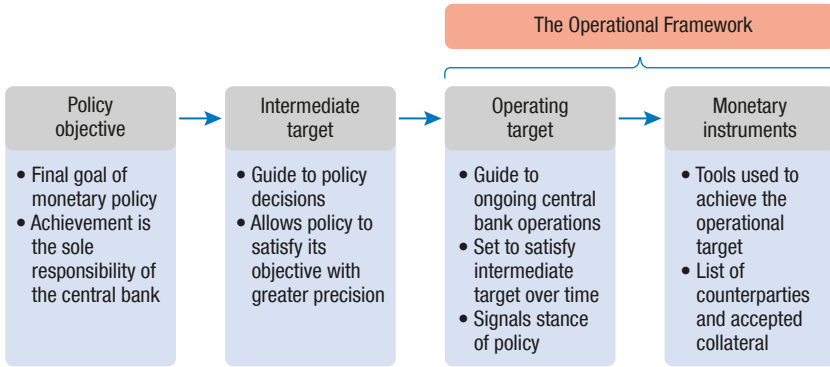 The Operational Framework
Policy
objective
• Final goal of
monetary policy
• Achievement is
the sole
responsibility of
the central bank
Intermediate
target
• Guide to policy
decisions
• Allows policy to
satisfy its
objective with
greater precision
Operating
target
• Guide to
ongoing central
bank operations
• Set to satisfy
intermediate
target over time
• Signals stance
of policy
Monetary
instruments
• Tools used to
achieve the
operational
target
• List of
counterparties
and accepted
collateral